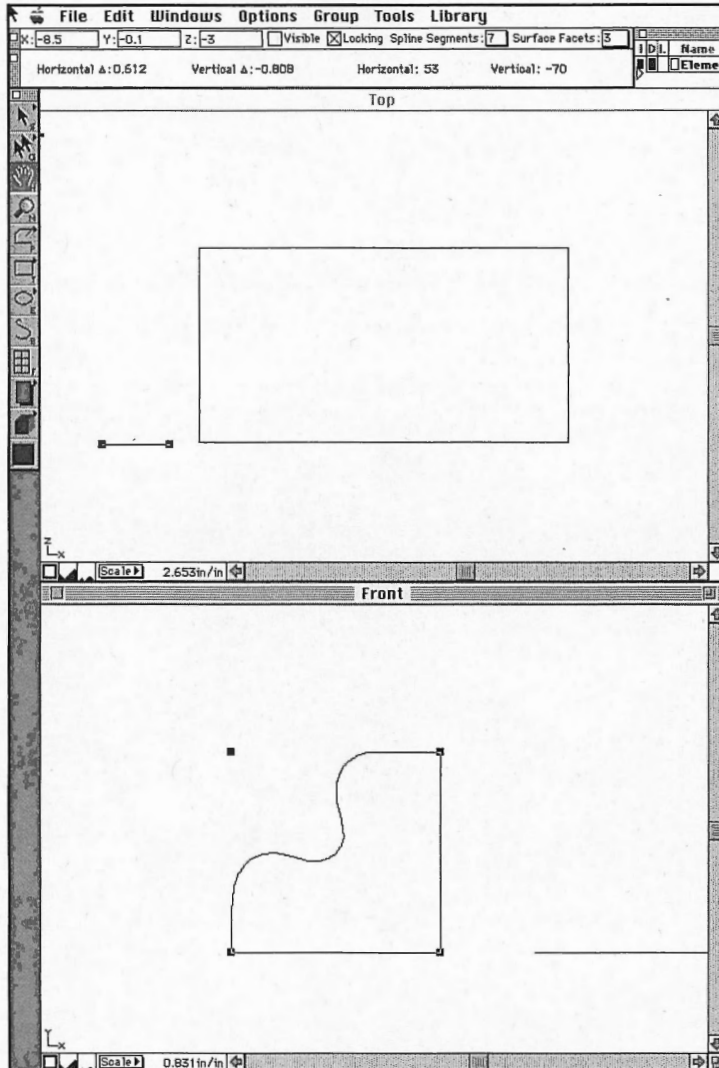 File Edit Windows Options Group Tools Library
X: -8.5 Y: -0.1 Z: -3 Visible Locking Spline Segments: 7 Surface Facets: 3
I D L Name
Horizontal Δ: 0.612 Vertical Δ: -0.808 Horizontal: 53 Vertical: -70
Eleme
Top
Z
X
Scale 2.653in/in
Front
Y
X
Scale 0.831in/in